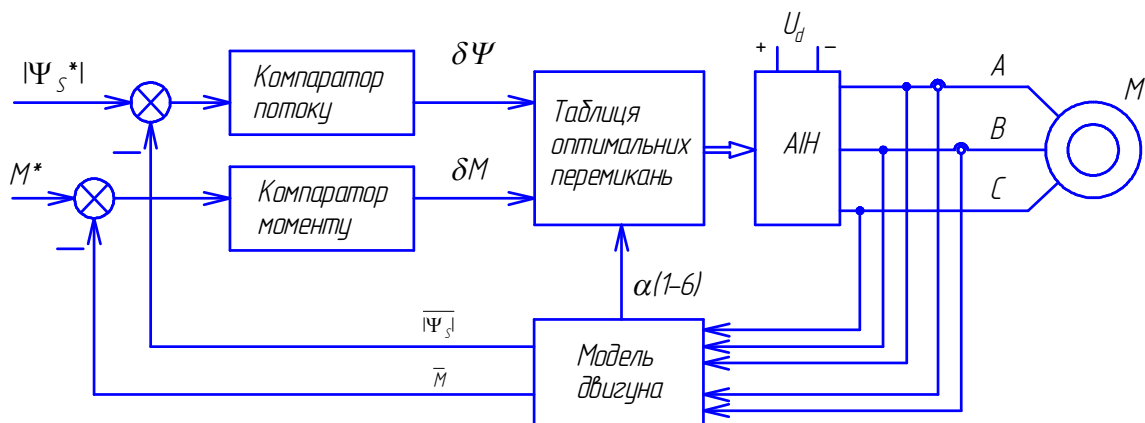 U_d
+ −
|Ψ_S*|
Компаратор
потоку
δΨ
Таблиця
оптимальних
перемикань
АІН
A
B
C
M
M*
Компаратор
моменту
δM
α(1-6)
|Ψ_S|
M
Модель
двигуна